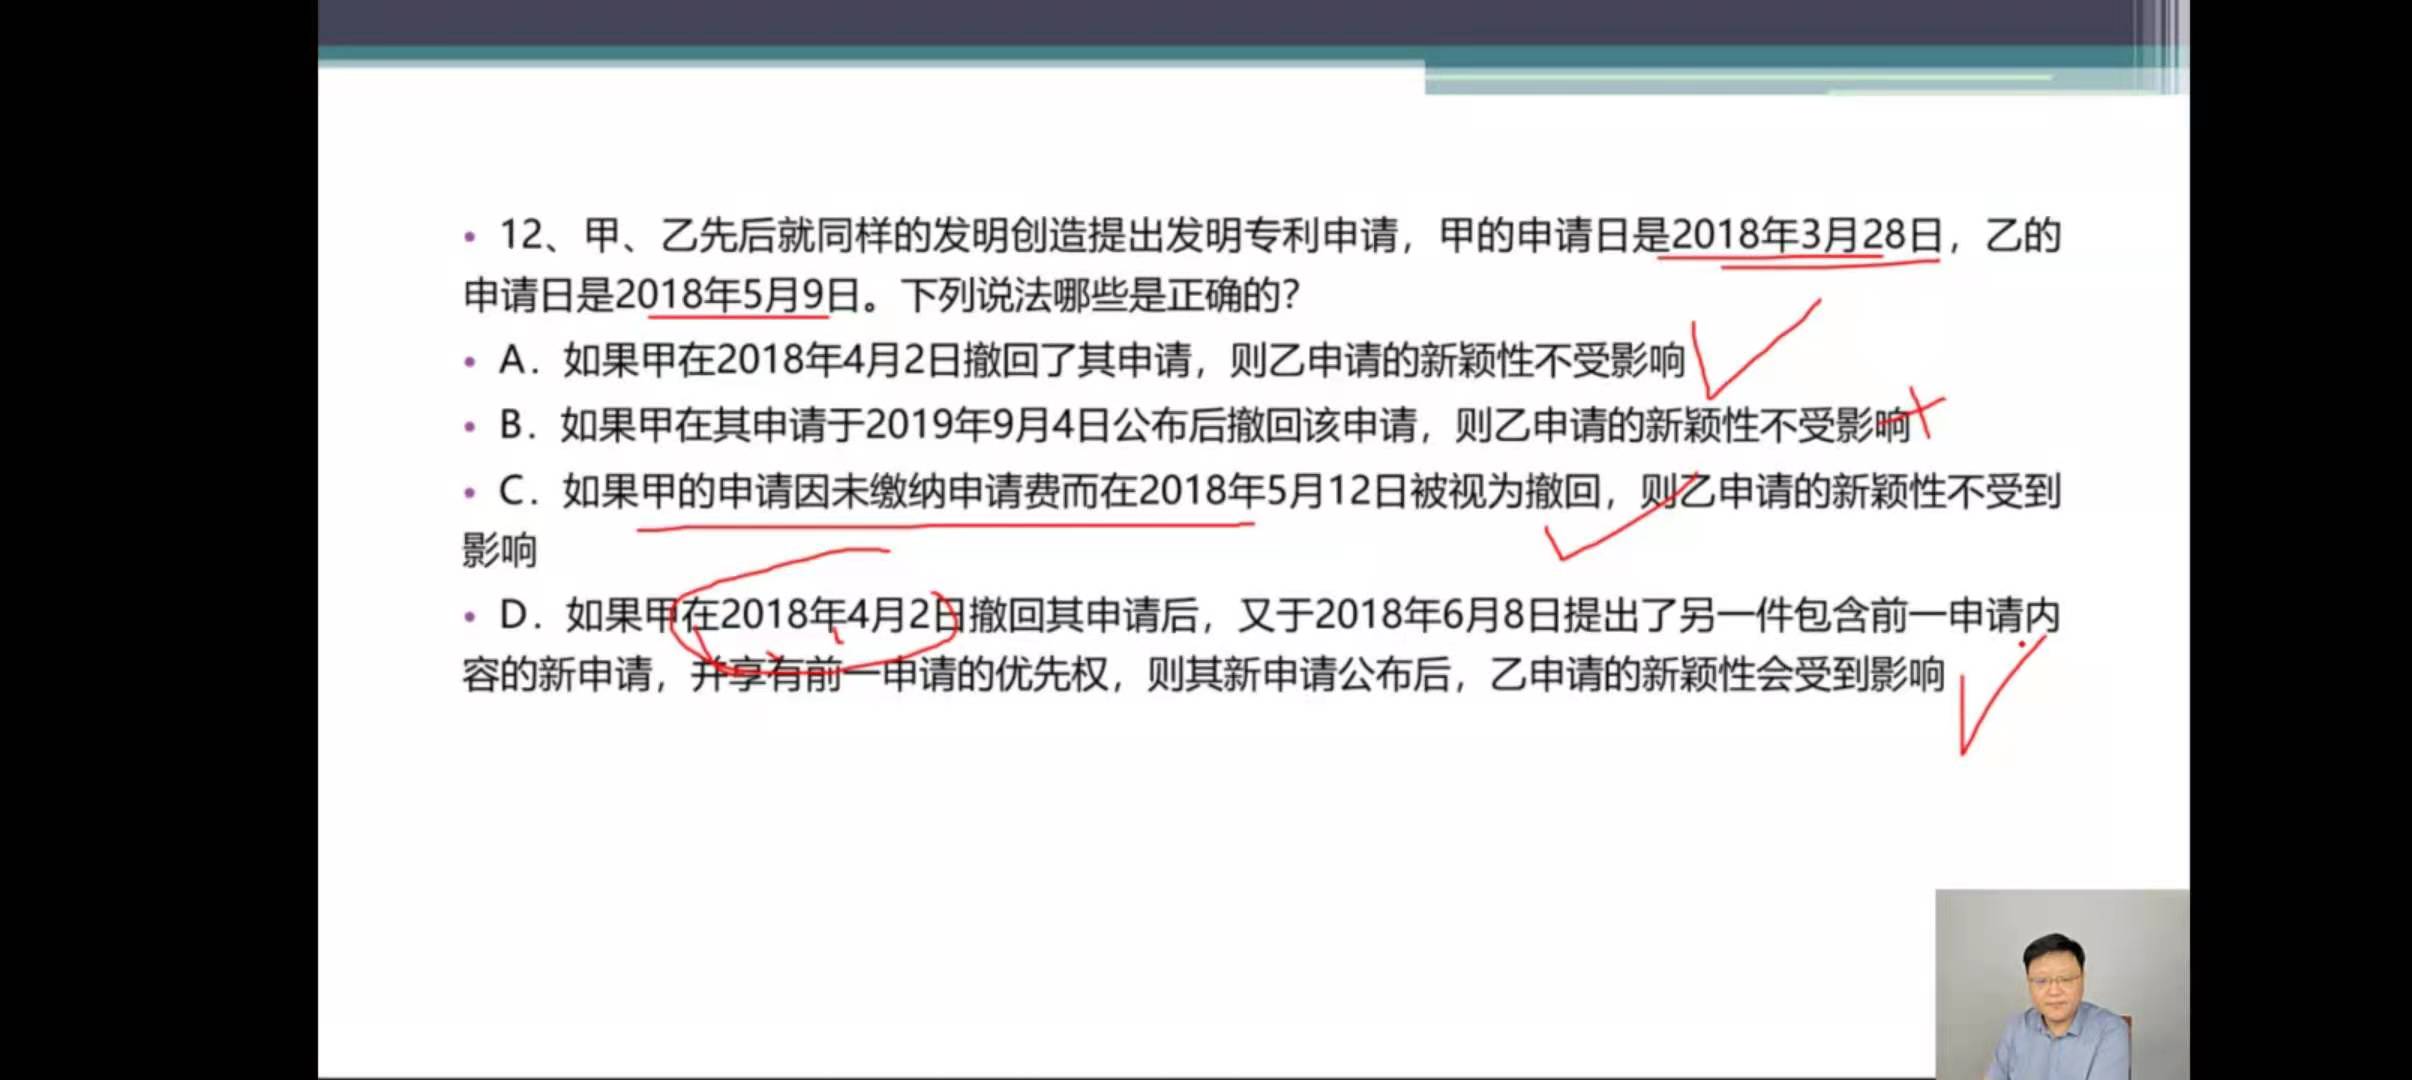 • 12、甲、乙先后就同样的发明创造提出发明专利申请，甲的申请日是2018年3月28日，乙的
申请日是2018年5月9日。下列说法哪些是正确的？
• A．如果甲在2018年4月2日撤回了其申请，则乙申请的新颖性不受影响
• B．如果甲在其申请于2019年9月4日公布后撤回该申请，则乙申请的新颖性不受影响
• C．如果甲的申请因未缴纳申请费而在2018年5月12日被视为撤回，则乙申请的新颖性不受到
影响
• D．如果甲在2018年4月2日撤回其申请后，又于2018年6月8日提出了另一件包含前一申请内
容的新申请，并享有前一申请的优先权，则其新申请公布后，乙申请的新颖性会受到影响